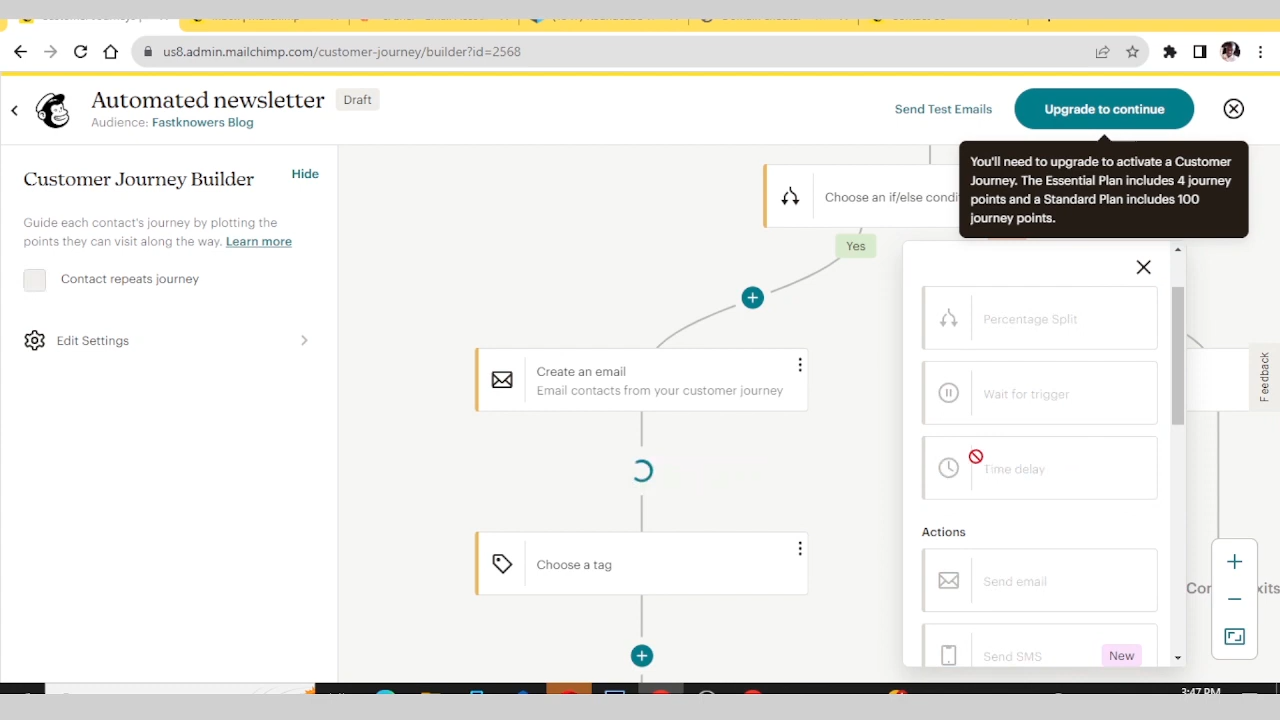 us8.admin.mailchimp.com/customer-journey/builder?id=2568
Automated newsletter
Draft
Audience: Fastknowers Blog
Send Test Emails
Upgrade to continue
You'll need to upgrade to activate a Customer
Journey. The Essential Plan includes 4 journey
points and a Standard Plan includes 100
journey points.
Customer Journey Builder
Hide
Guide each contact's journey by plotting the
points they can visit along the way. Learn more
Contact repeats journey
Edit Settings
Choose an if/else condi
Yes
Create an email
Email contacts from your customer journey
Choose a tag
Percentage Split
Wait for trigger
Time delay
Actions
Send email
Send SMS
New
Feedback
Con
xits
3:47 PM